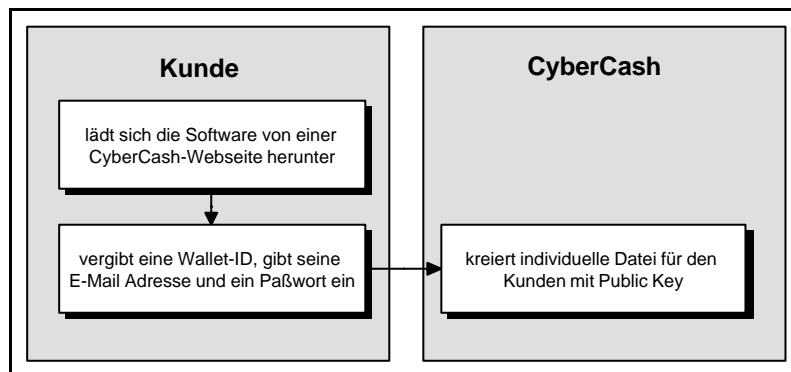 Kunde
CyberCash
lädt sich die Software von einer
CyberCash-Webseite herunter
vergibt eine Wallet-ID, gibt seine
E-Mail Adresse und ein Paßwort ein
kreiert individuelle Datei für den
Kunden mit Public Key